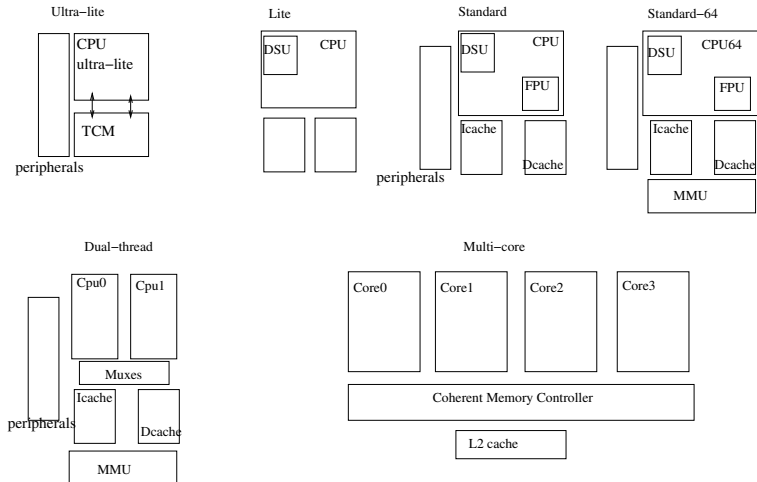 Ultra-lite
CPU
ultra-lite
TCM
peripherals
Lite
DSU
CPU
Standard
DSU
CPU
FPU
Icache
Dcache
peripherals
Standard-64
DSU
CPU64
FPU
Icache
Dcache
MMU
Dual-thread
Cpu0
Cpu1
Muxes
Icache
peripherals
Dcache
MMU
Multi-core
Core0
Core1
Core2
Core3
Coherent Memory Controller
L2 cache